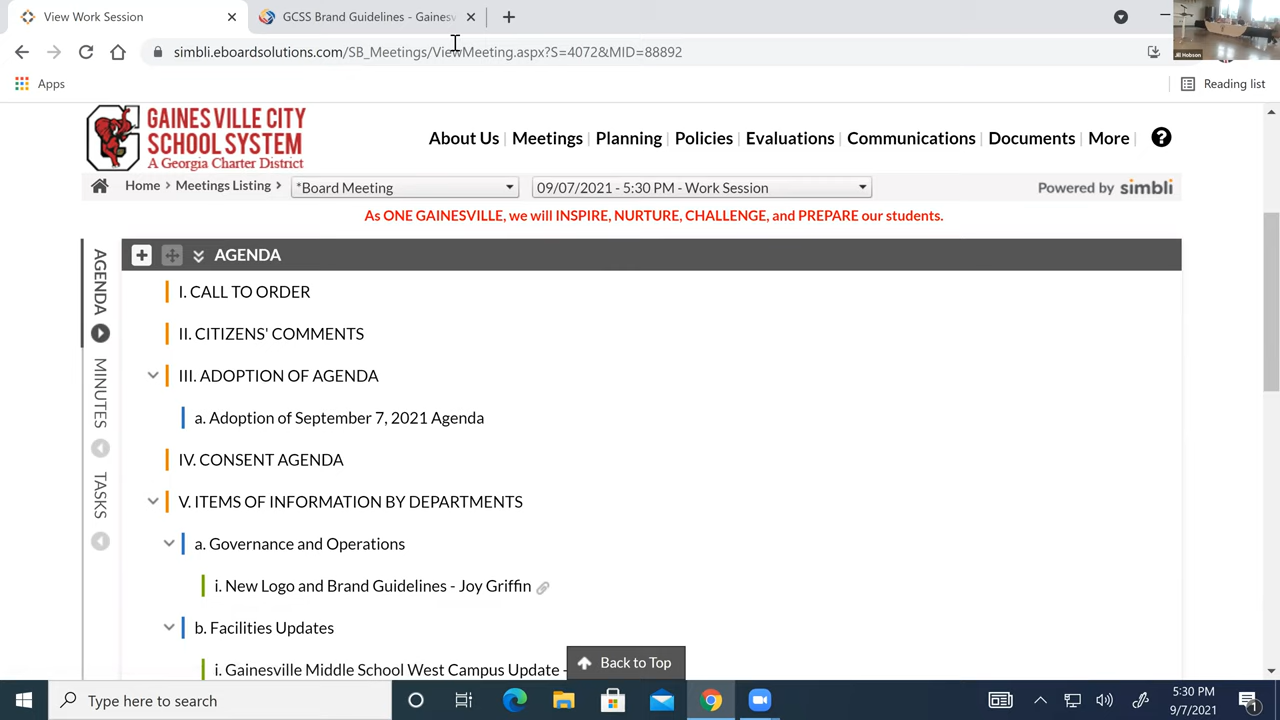 View Work Session
GCSS Brand Guidelines - Gainesv
simbli.eboardsolutions.com/SB_Meetings/ViewMeeting.aspx?S=4072&MID=88892
Jill Hobson
Apps
Reading list
GAINESVILLE CITY
SCHOOL SYSTEM
A Georgia Charter District
About Us | Meetings | Planning | Policies | Evaluations | Communications | Documents | More | ?
Home > Meetings Listing > *Board Meeting 09/07/2021 - 5:30 PM - Work Session Powered by simbli
As ONE GAINESVILLE, we will INSPIRE, NURTURE, CHALLENGE, and PREPARE our students.
AGENDA
MINUTES
TASKS
AGENDA
I. CALL TO ORDER
II. CITIZENS' COMMENTS
III. ADOPTION OF AGENDA
a. Adoption of September 7, 2021 Agenda
IV. CONSENT AGENDA
V. ITEMS OF INFORMATION BY DEPARTMENTS
a. Governance and Operations
i. New Logo and Brand Guidelines - Joy Griffin
b. Facilities Updates
i. Gainesville Middle School West Campus Update -
Back to Top
Type here to search
5:30 PM
9/7/2021
1